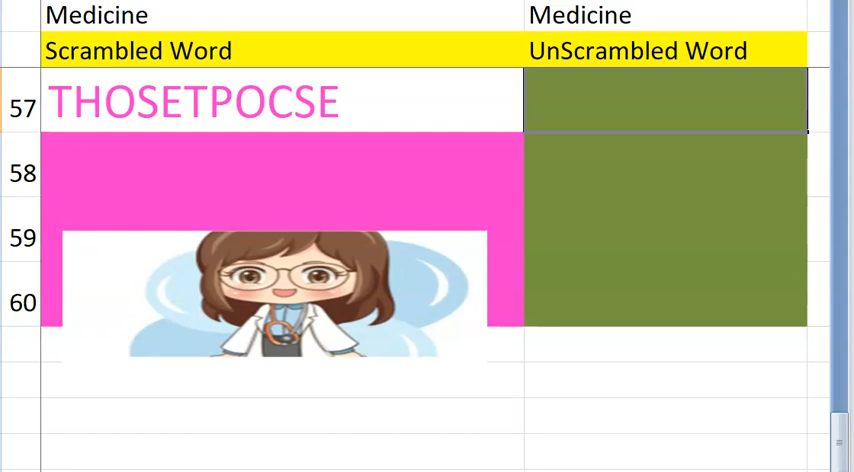 Medicine Medicine
Scrambled Word UnScrambled Word
57 THOSETPOCSE
58
59
60